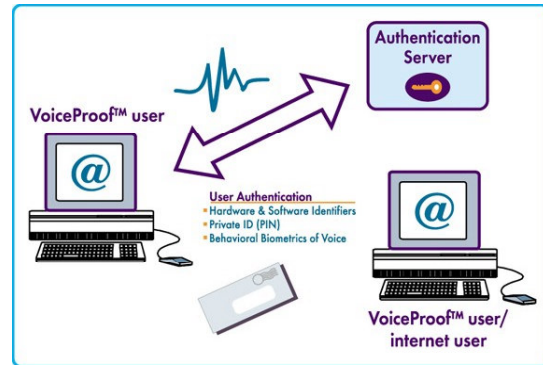 Authentication
Server
VoiceProof™ user
@
User Authentication
▪ Hardware & Software Identifiers
▪ Private ID (PIN)
▪ Behavioral Biometrics of Voice
@
VoiceProof™ user/
internet user